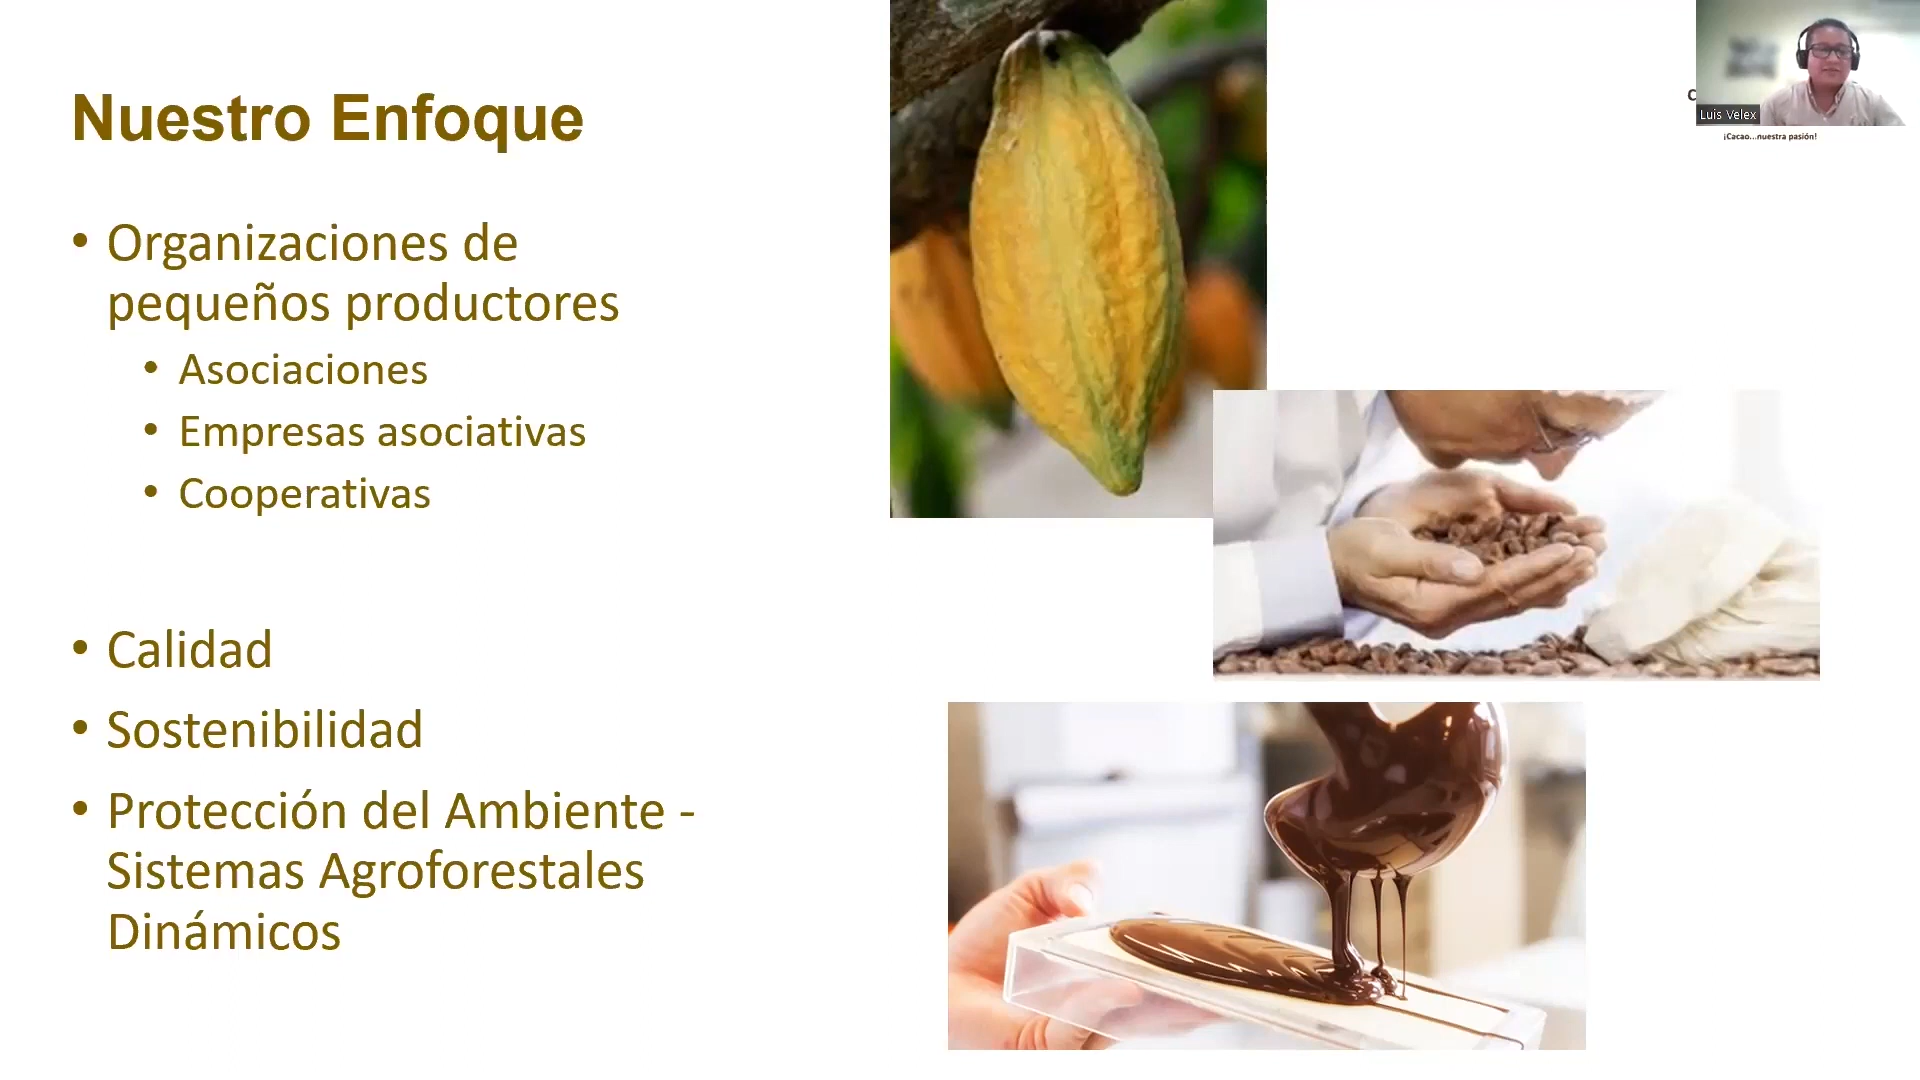 Nuestro Enfoque
• Organizaciones de
pequeños productores
• Asociaciones
• Empresas asociativas
• Cooperativas
• Calidad
• Sostenibilidad
• Protección del Ambiente -
Sistemas Agroforestales
Dinámicos
Luis Velex
¡Cacao...nuestra pasión!